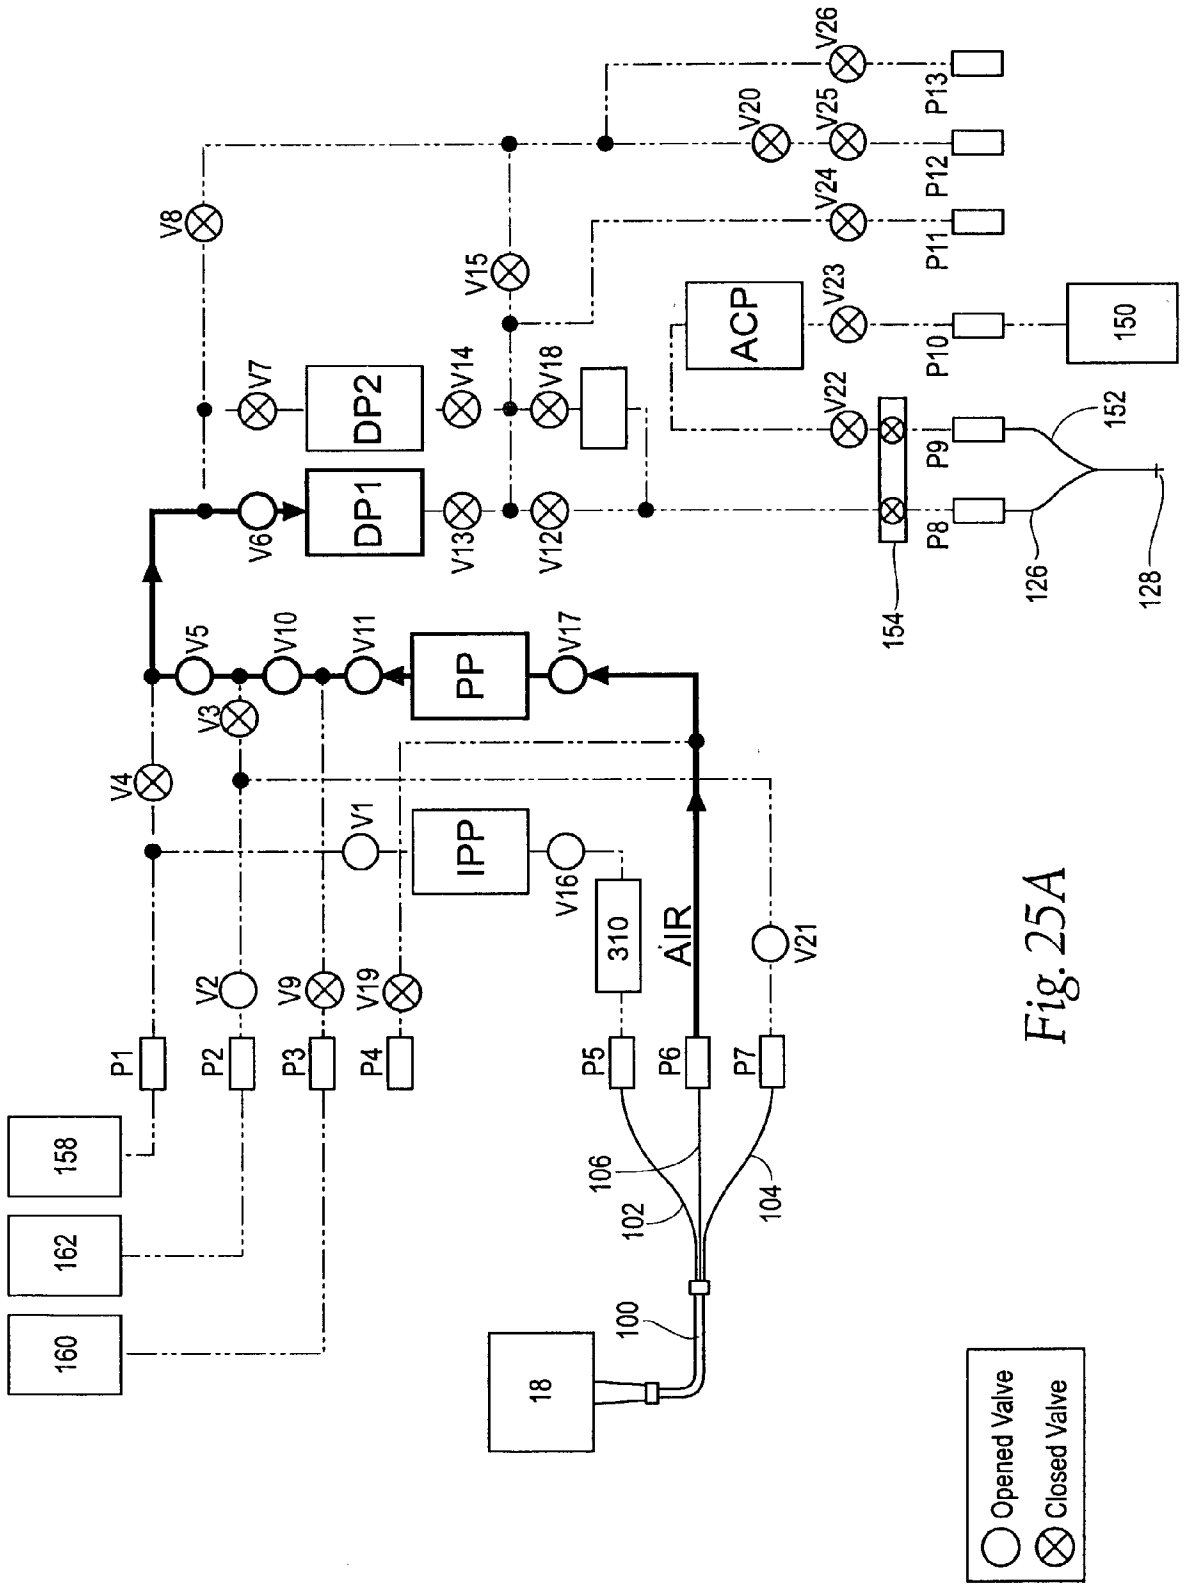 160
162
158
P1
P2
P3
P4
V2
V9
V19
V4
V3
V5
V10
V11
V1
IPP
V16
310
PP
V17
V6
V7
V8
DP1
DP2
V13
V14
V12
V18
V15
V20
V24
V25
V26
ACP
V22
V23
154
P8
P9
P10
P11
P12
P13
126
152
128
150
18
100
102
106
104
P5
P6
P7
AIR
V21
Opened Valve
Closed Valve
Fig. 25A